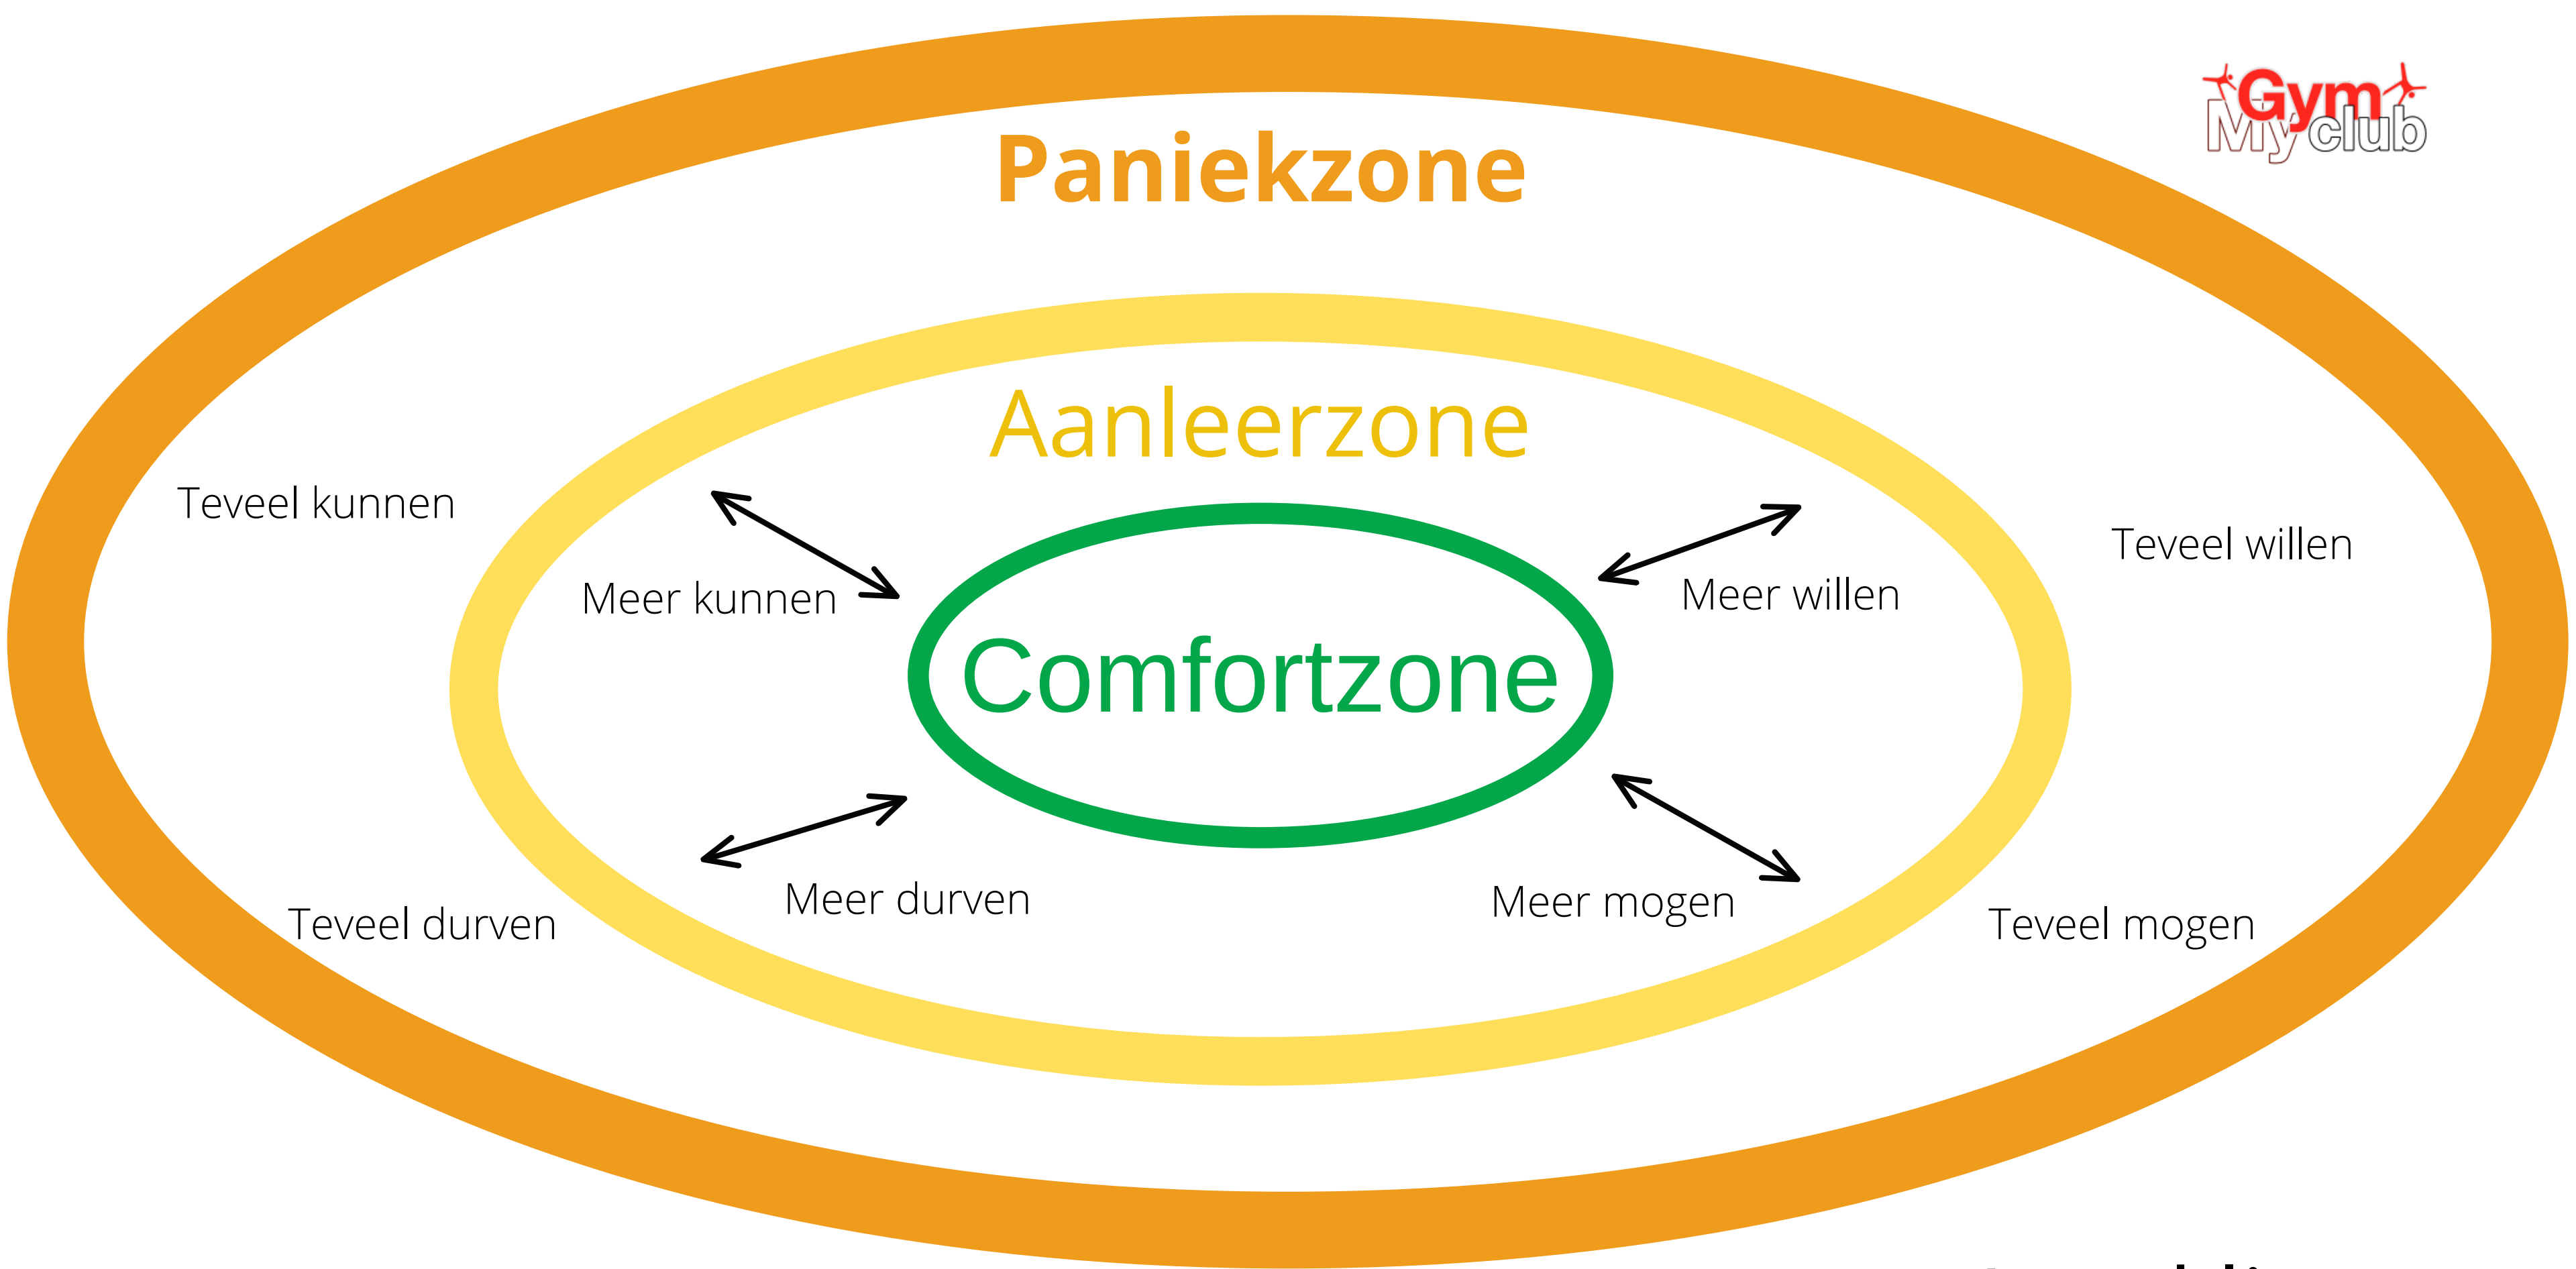 Gym
My club
Paniekzone
Aanleerzone
Teveel kunnen
Teveel willen
Meer kunnen
Meer willen
Comfortzone
Meer durven
Meer mogen
Teveel durven
Teveel mogen